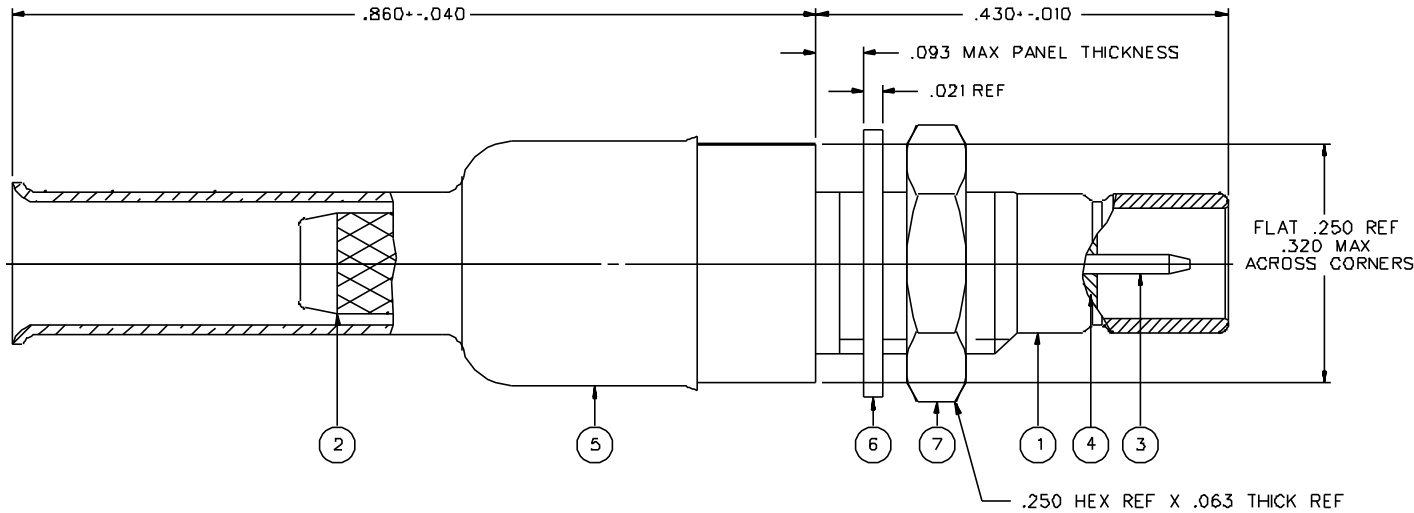 .860+-.040
.430+-.010
.093 MAX PANEL THICKNESS
.021 REF
FLAT .250 REF
.320 MAX
ACROSS CORNERS
2
5
6
7
1
4
3
.250 HEX REF X .063 THICK REF